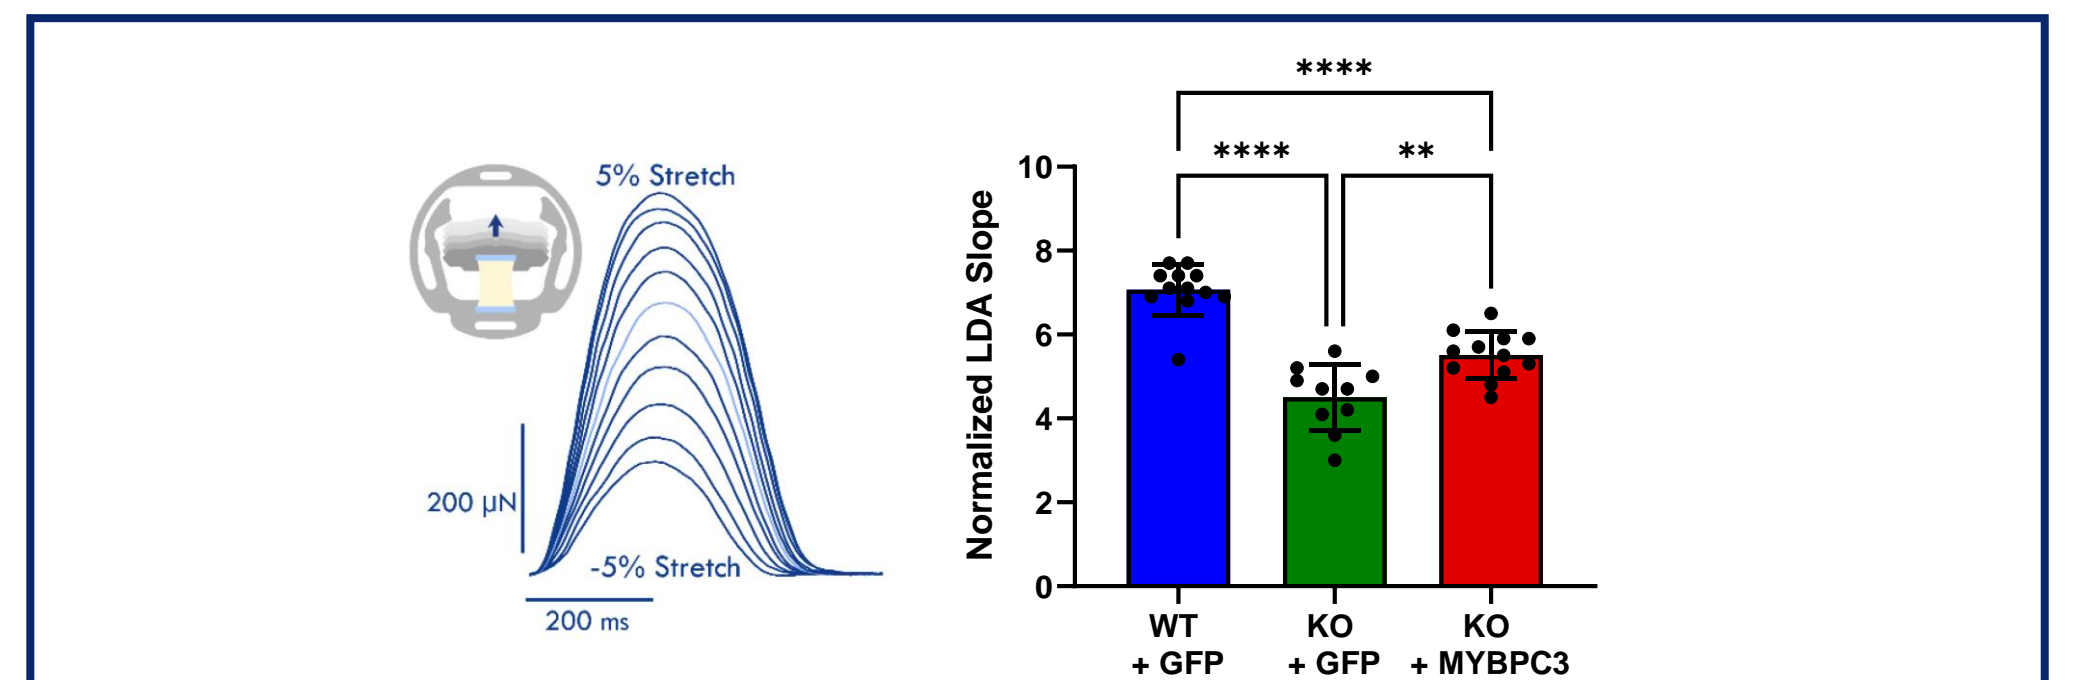 5% Stretch
200 µN
-5% Stretch
200 ms
****
****
**
Normalized LDA Slope
10
8
6
4
2
0
WT
+ GFP
KO
+ GFP
KO
+ MYBPC3